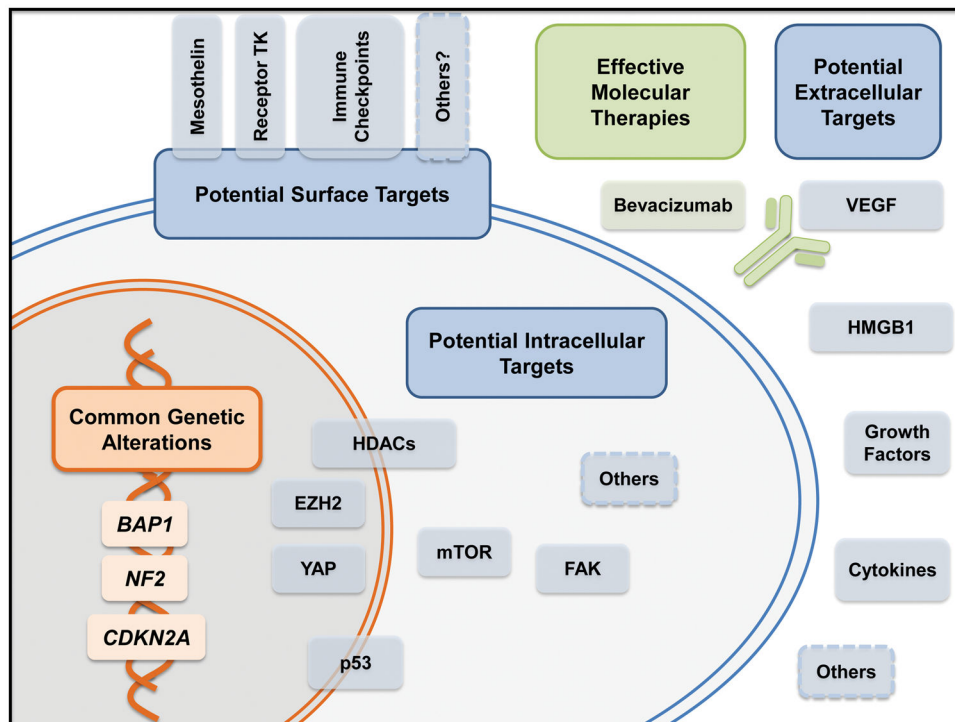 Mesothelin
Receptor TK
Immune
Checkpoints
Others?
Effective
Molecular
Therapies
Potential
Extracellular
Targets
Potential Surface Targets
Bevacizumab
VEGF
HMGB1
Potential Intracellular
Targets
Common Genetic
Alterations
HDACs
Growth
Factors
Others
EZH2
BAP1
mTOR
FAK
YAP
NF2
Cytokines
CDKN2A
p53
Others